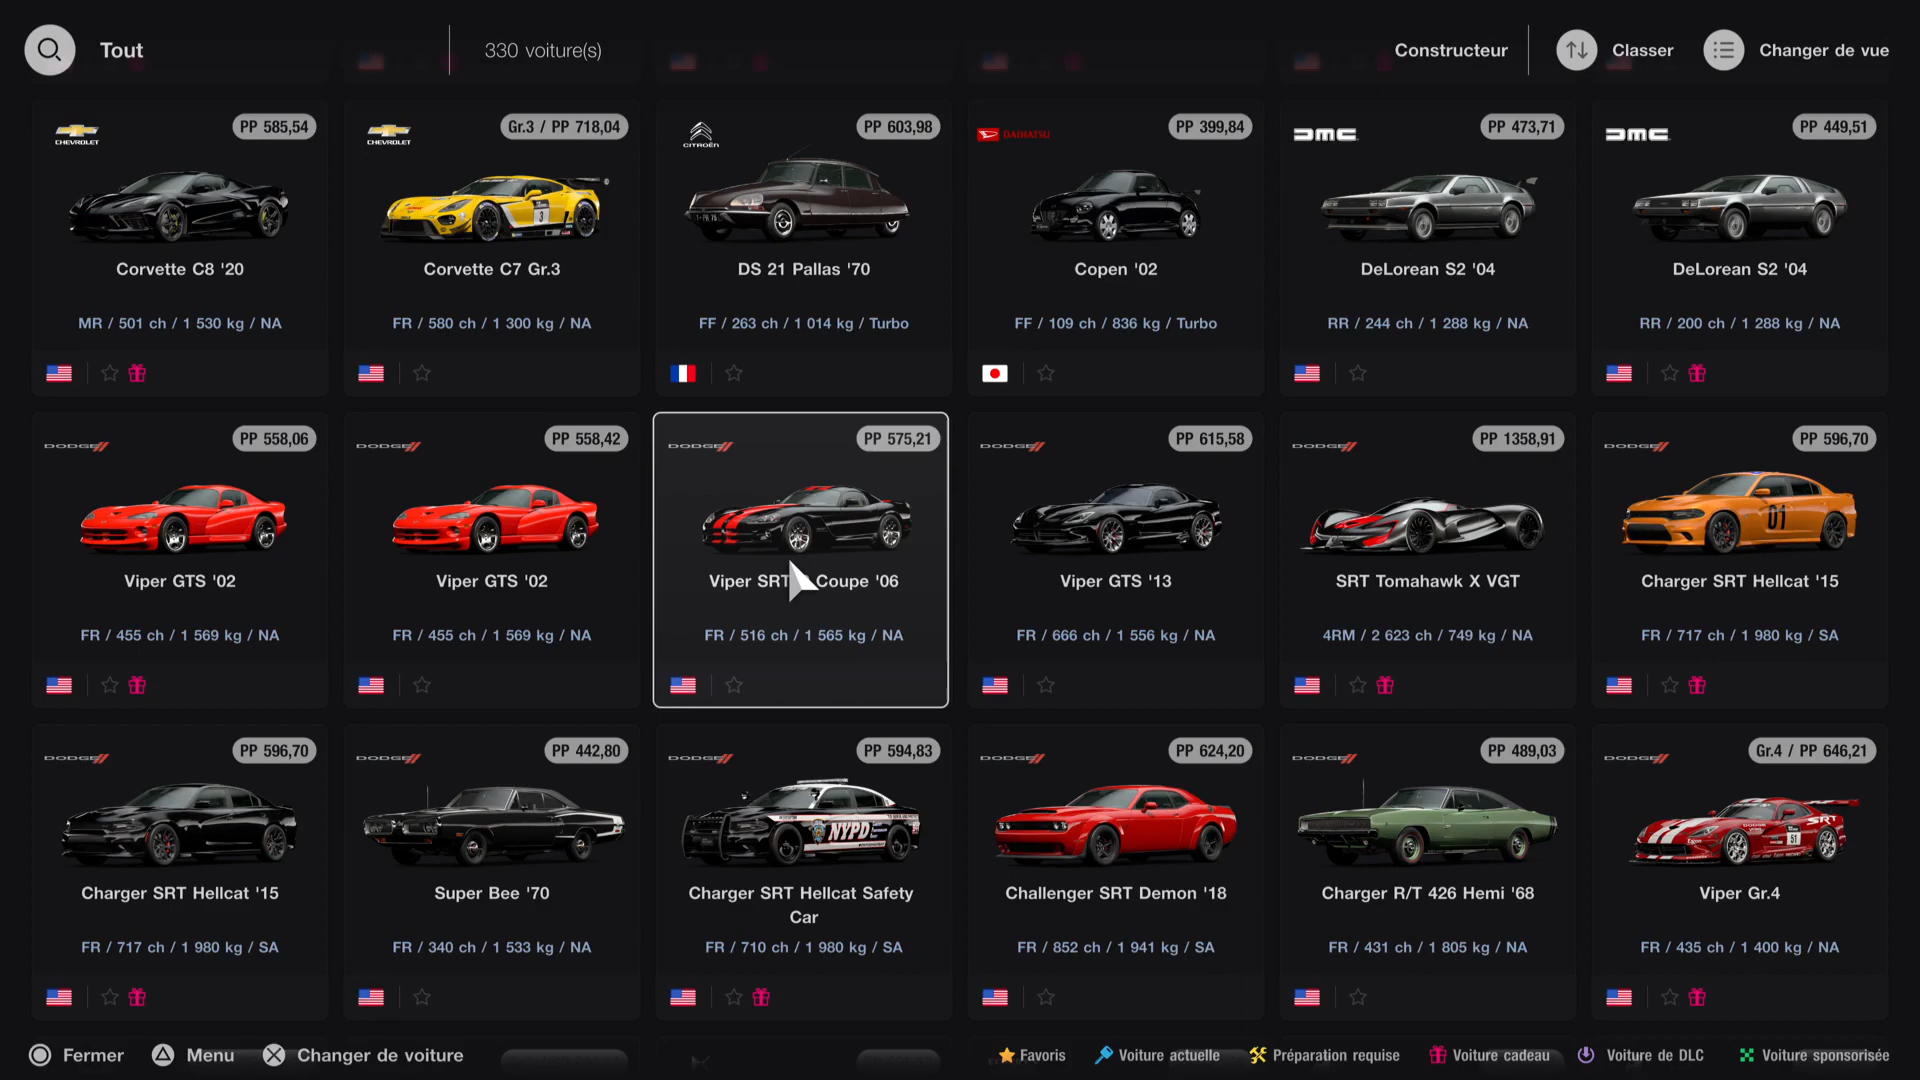 Tout
330 voiture(s)
Constructeur
Classer
Changer de vue
CHEVROLET
PP 585,54
Corvette C8 '20
MR / 501 ch / 1 530 kg / NA
CHEVROLET
Gr.3 / PP 718,04
3
Corvette C7 Gr.3
FR / 580 ch / 1 300 kg / NA
CITROËN
PP 603,98
DS 21 Pallas '70
FF / 263 ch / 1 014 kg / Turbo
DAIHATSU
PP 399,84
Copen '02
FF / 109 ch / 836 kg / Turbo
DMC
PP 473,71
DeLorean S2 '04
RR / 244 ch / 1 288 kg / NA
DMC
PP 449,51
DeLorean S2 '04
RR / 200 ch / 1 288 kg / NA
DODGE
PP 558,06
Viper GTS '02
FR / 455 ch / 1 569 kg / NA
DODGE
PP 558,42
Viper GTS '02
FR / 455 ch / 1 569 kg / NA
DODGE
PP 575,21
Viper SRT Coupe '06
FR / 516 ch / 1 565 kg / NA
DODGE
PP 615,58
Viper GTS '13
FR / 666 ch / 1 556 kg / NA
DODGE
PP 1358,91
SRT Tomahawk X VGT
4RM / 2 623 ch / 749 kg / NA
DODGE
PP 596,70
01
Charger SRT Hellcat '15
FR / 717 ch / 1 980 kg / SA
DODGE
PP 596,70
Charger SRT Hellcat '15
FR / 717 ch / 1 980 kg / SA
DODGE
PP 442,80
Super Bee '70
FR / 340 ch / 1 533 kg / NA
DODGE
PP 594,83
NYPD
Charger SRT Hellcat Safety
Car
FR / 710 ch / 1 980 kg / SA
DODGE
PP 624,20
Challenger SRT Demon '18
FR / 852 ch / 1 941 kg / SA
DODGE
PP 489,03
Charger R/T 426 Hemi '68
FR / 431 ch / 1 805 kg / NA
DODGE
Gr.4 / PP 646,21
SRT
51
Viper Gr.4
FR / 435 ch / 1 400 kg / NA
Fermer
Menu
Changer de voiture
Favoris
Voiture actuelle
Préparation requise
Voiture cadeau
Voiture de DLC
Voiture sponsorisée